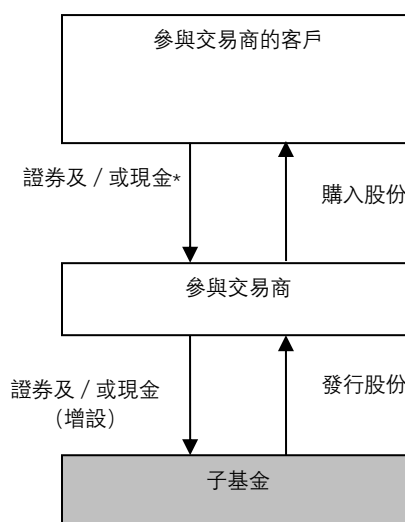 參與交易商的客戶
證券及 / 或現金*
購入股份
參與交易商
證券及 / 或現金
（增設）
發行股份
子基金